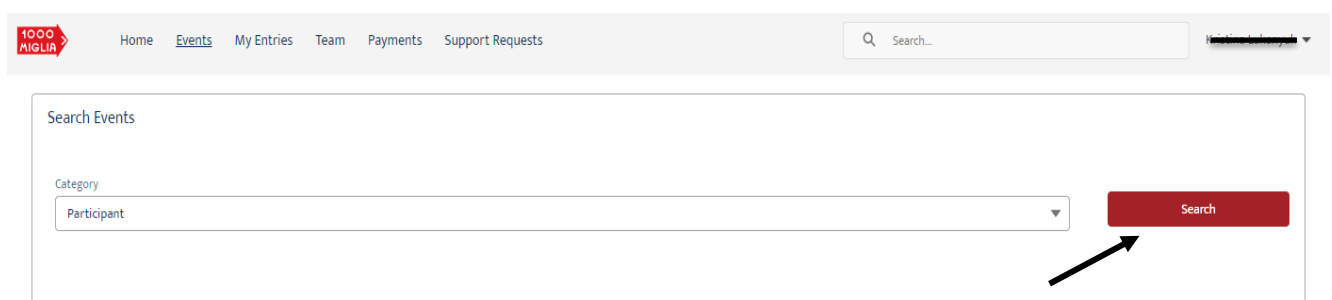 1000
MIGLIA
Home Events My Entries Team Payments Support Requests
Search...
Search Events
Category
Participant
Search